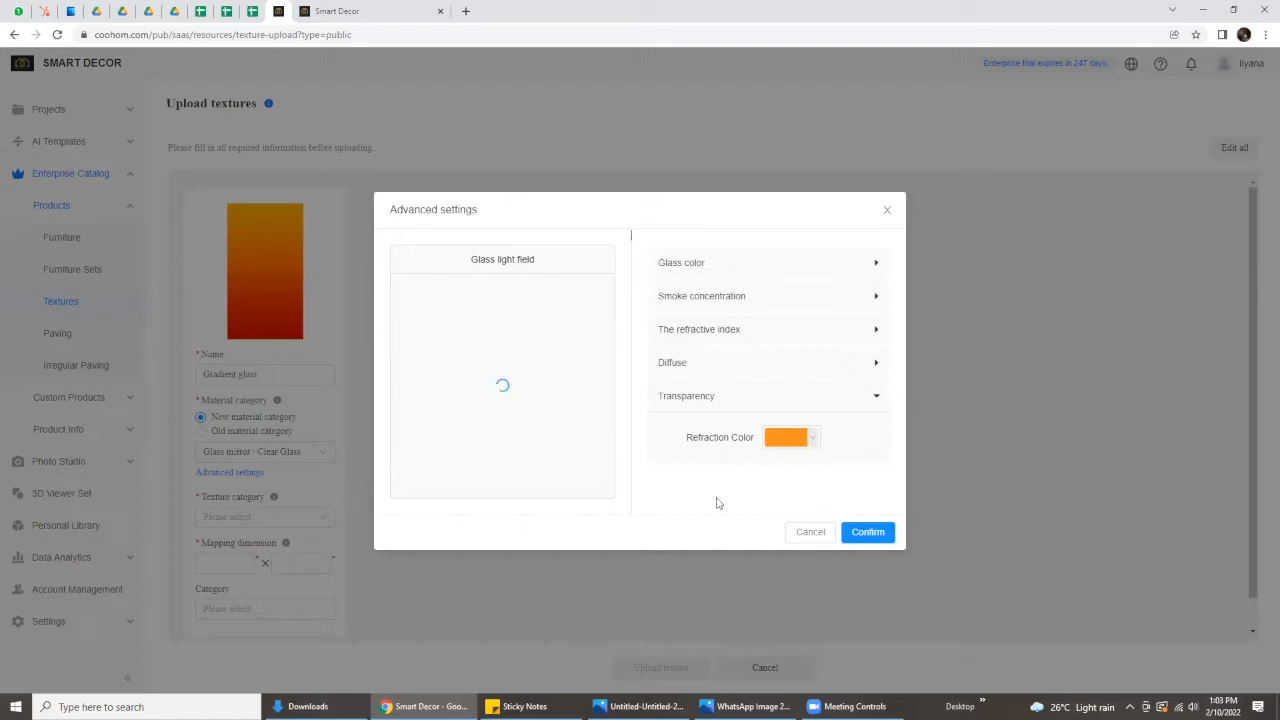 Smart Decor
coohom.com/pub/saas/resources/texture-upload?type=public
SMART DECOR
Enterprise trial expires in 247 days.
Iiyana
Projects
AI Templates
Enterprise Catalog
Products
Furniture
Furniture Sets
Textures
Paving
Irregular Paving
Custom Products
Product Info
Photo Studio
3D Viewer Set
Personal Library
Data Analytics
Account Management
Settings
Upload textures
Please fill in all required information before uploading.
Edit all
* Name
Gradient glass
* Material category
New material category
Old material category
Glass mirror / Clear Glass
Advanced settings
* Texture category
Please select
* Mapping dimension
" × "
Category
Please select
Advanced settings
Glass light field
Glass color
Smoke concentration
The refractive index
Diffuse
Transparency
Refraction Color
Cancel
Confirm
Upload texture
Cancel
Type here to search
Downloads
Smart Decor - Goo...
Sticky Notes
Untitled-Untitled-2...
WhatsApp Image 2...
Meeting Controls
Desktop
26°C Light rain
1:03 PM
2/10/2022